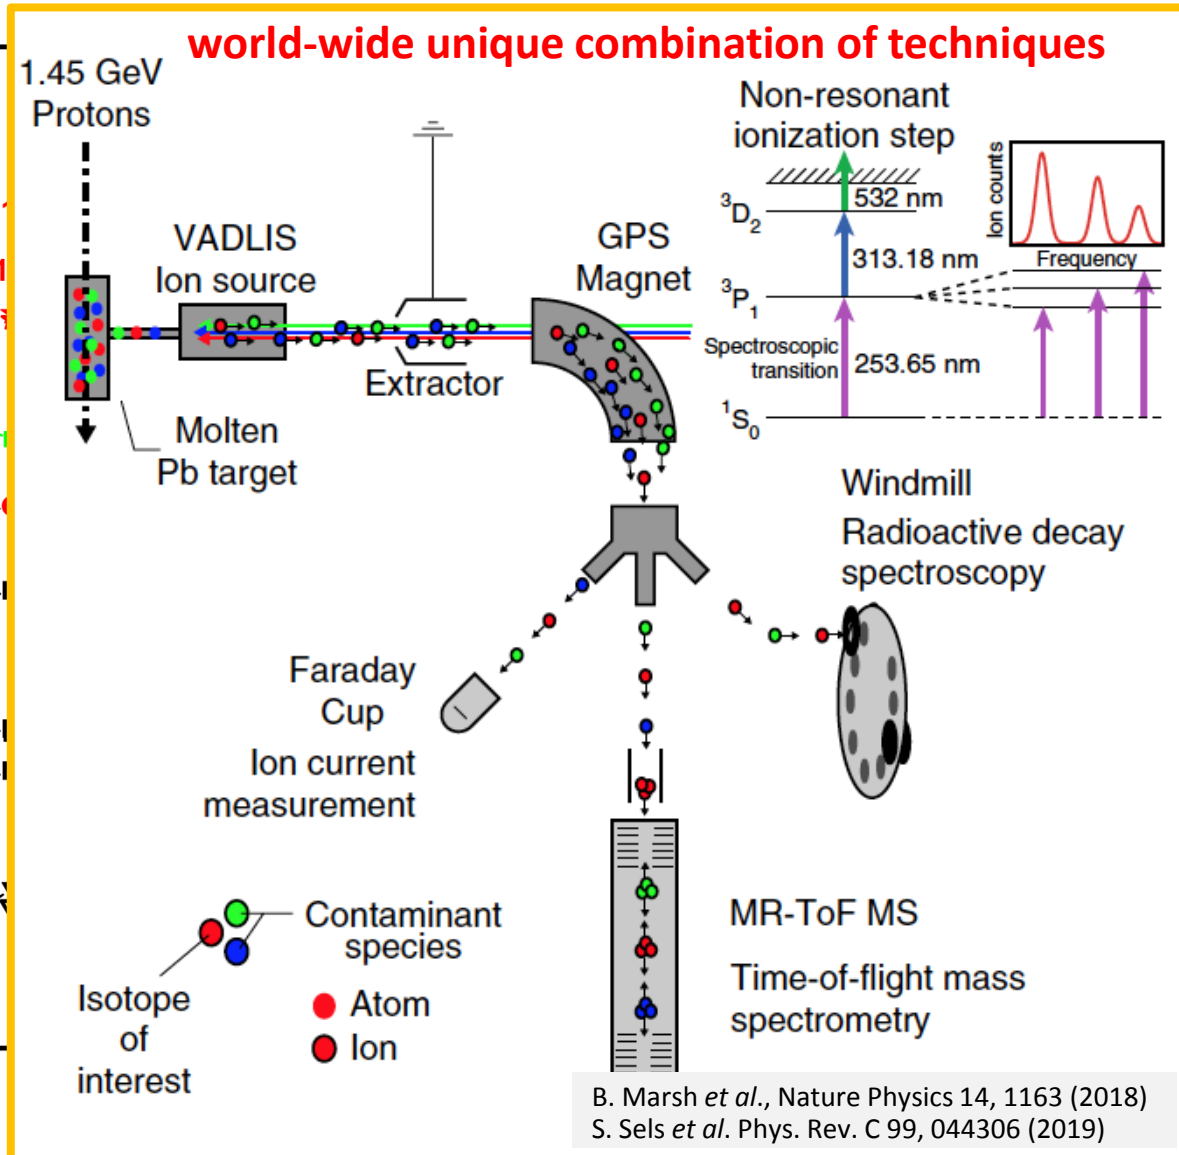 world-wide unique combination of techniques
1.45 GeV
Protons
VADLIS
Ion source
Extractor
GPS
Magnet
Molten
Pb target
Non-resonant
ionization step
532 nm
³D₂
313.18 nm
³P₁
Spectroscopic
transition
253.65 nm
¹S₀
Ion counts
Frequency
Windmill
Radioactive decay
spectroscopy
Faraday
Cup
Ion current
measurement
MR-ToF MS
Time-of-flight mass
spectrometry
Contaminant
species
Isotope
of
interest
Atom
Ion
B. Marsh et al., Nature Physics 14, 1163 (2018)
S. Sels et al. Phys. Rev. C 99, 044306 (2019)